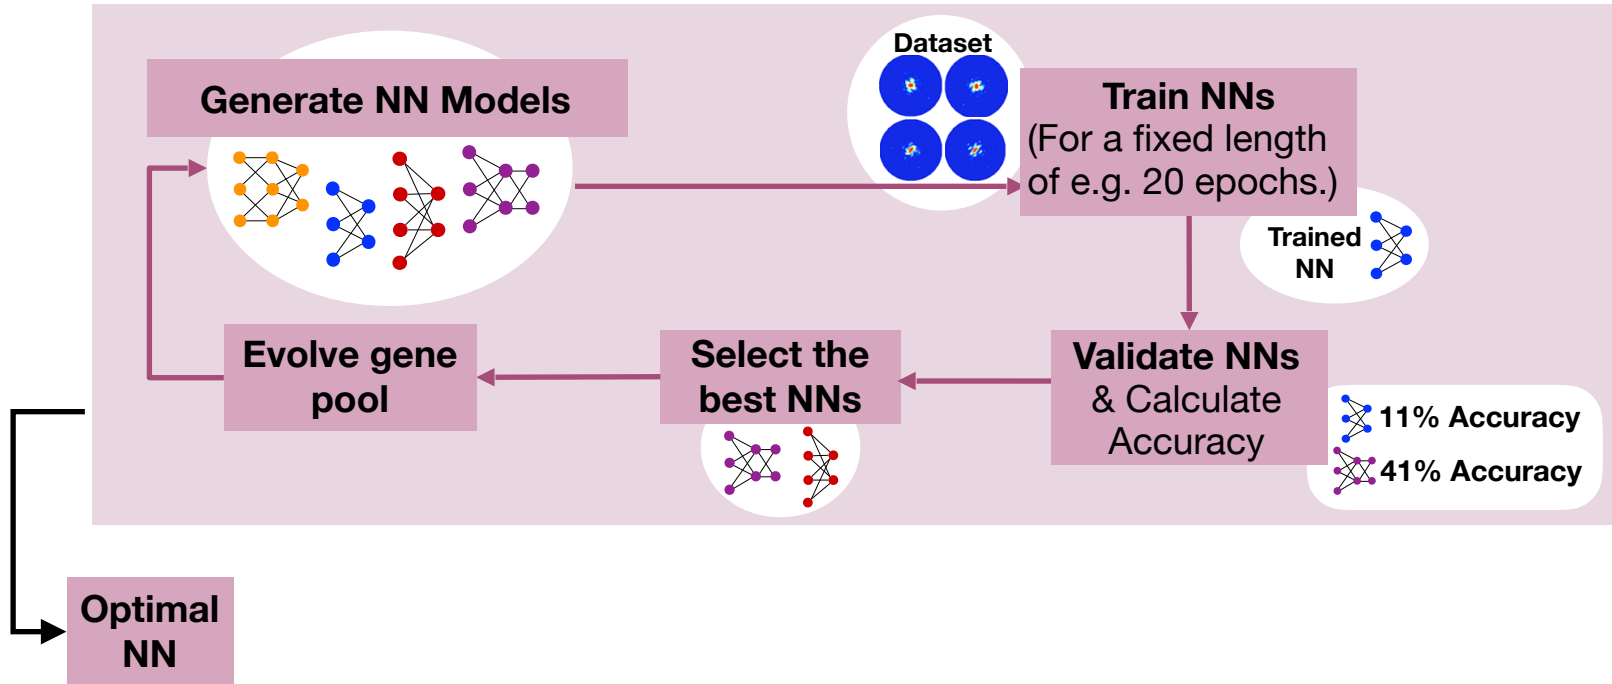 Generate NN Models
Dataset
Train NNs
(For a fixed length
of e.g. 20 epochs.)
Trained
NN
Validate NNs
& Calculate
Accuracy
11% Accuracy
41% Accuracy
Select the
best NNs
Evolve gene
pool
Optimal
NN